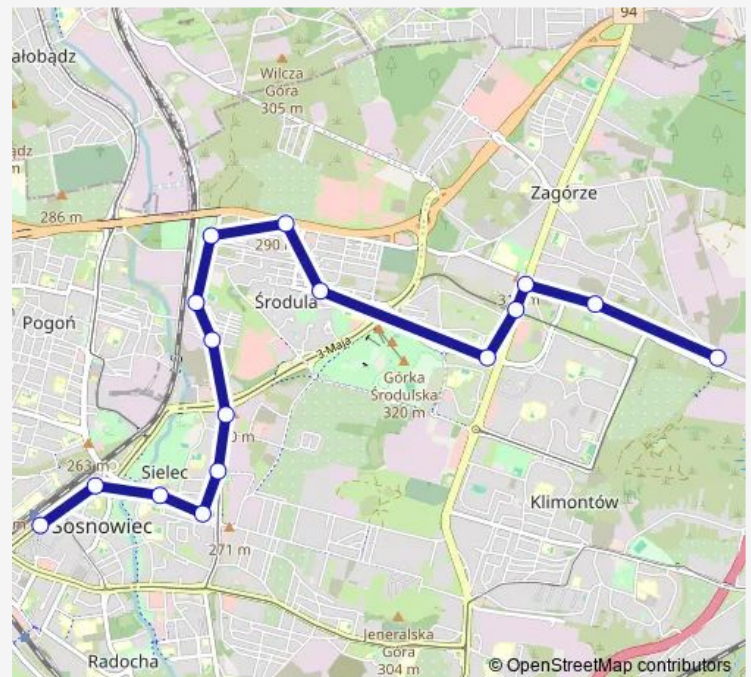 94
ałobądz
Wilcza
Góra
305 m
Zagórze
286 m
290
Środula
Pogoń
3 Maja
Górka
Środulska
320 m
263 m
Sielec
Klimontów
Sosnowiec
271 m
Jeneralska
Góra
304 m
Radocha
© OpenStreetMap contributors